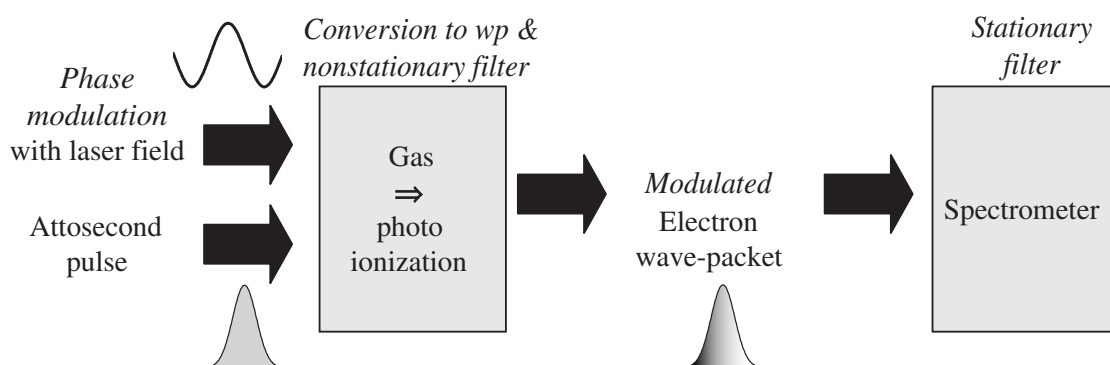 Phase
modulation
with laser field
Attosecond
pulse
Conversion to wp &
nonstationary filter
Gas
⇒
photo
ionization
Modulated
Electron
wave-packet
Stationary
filter
Spectrometer